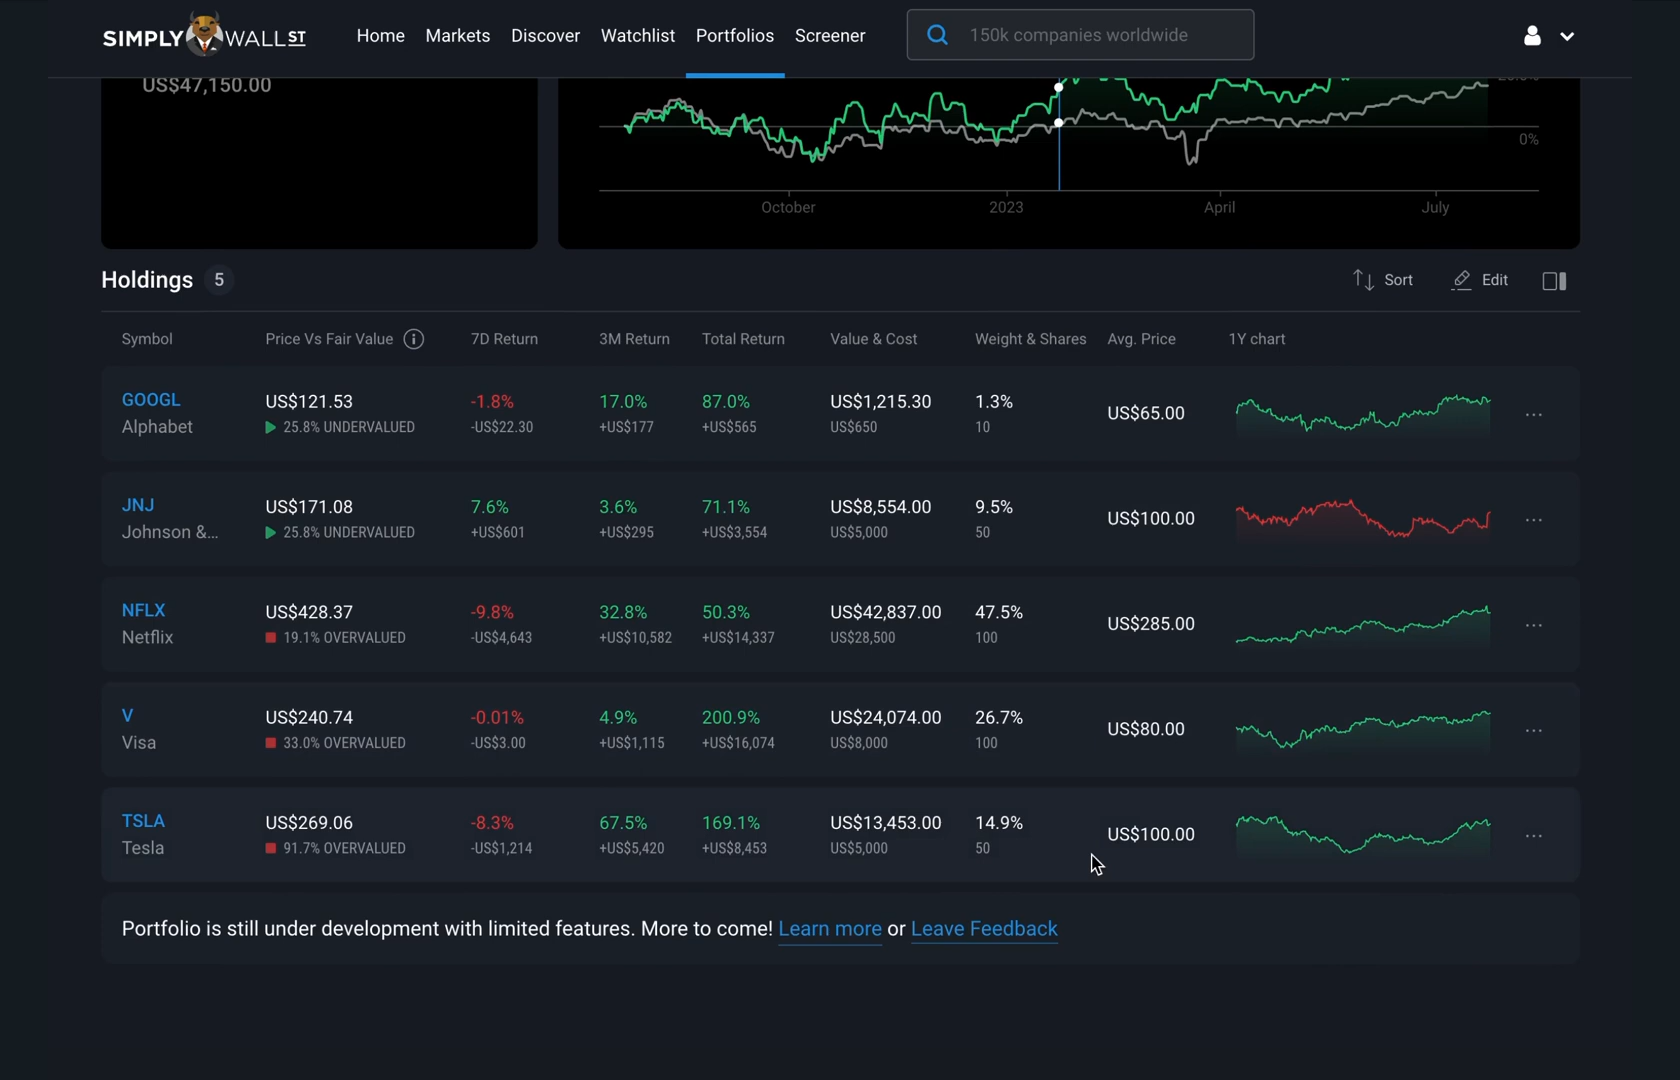 SIMPLY WALLST
Home Markets Discover Watchlist Portfolios Screener
150k companies worldwide
US$47,150.00
0%
October 2023 April July
Holdings 5
Sort Edit
Symbol Price Vs Fair Value 7D Return 3M Return Total Return Value & Cost Weight & Shares Avg. Price 1Y chart
GOOGL US$121.53 -1.8% 17.0% 87.0% US$1,215.30 1.3% US$65.00
Alphabet 25.8% UNDERVALUED -US$22.30 +US$177 +US$565 US$650 10
JNJ US$171.08 7.6% 3.6% 71.1% US$8,554.00 9.5% US$100.00
Johnson &... 25.8% UNDERVALUED +US$601 +US$295 +US$3,554 US$5,000 50
NFLX US$428.37 -9.8% 32.8% 50.3% US$42,837.00 47.5% US$285.00
Netflix 19.1% OVERVALUED -US$4,643 +US$10,582 +US$14,337 US$28,500 100
V US$240.74 -0.01% 4.9% 200.9% US$24,074.00 26.7% US$80.00
Visa 33.0% OVERVALUED -US$3.00 +US$1,115 +US$16,074 US$8,000 100
TSLA US$269.06 -8.3% 67.5% 169.1% US$13,453.00 14.9% US$100.00
Tesla 91.7% OVERVALUED -US$1,214 +US$5,420 +US$8,453 US$5,000 50
Portfolio is still under development with limited features. More to come! Learn more or Leave Feedback